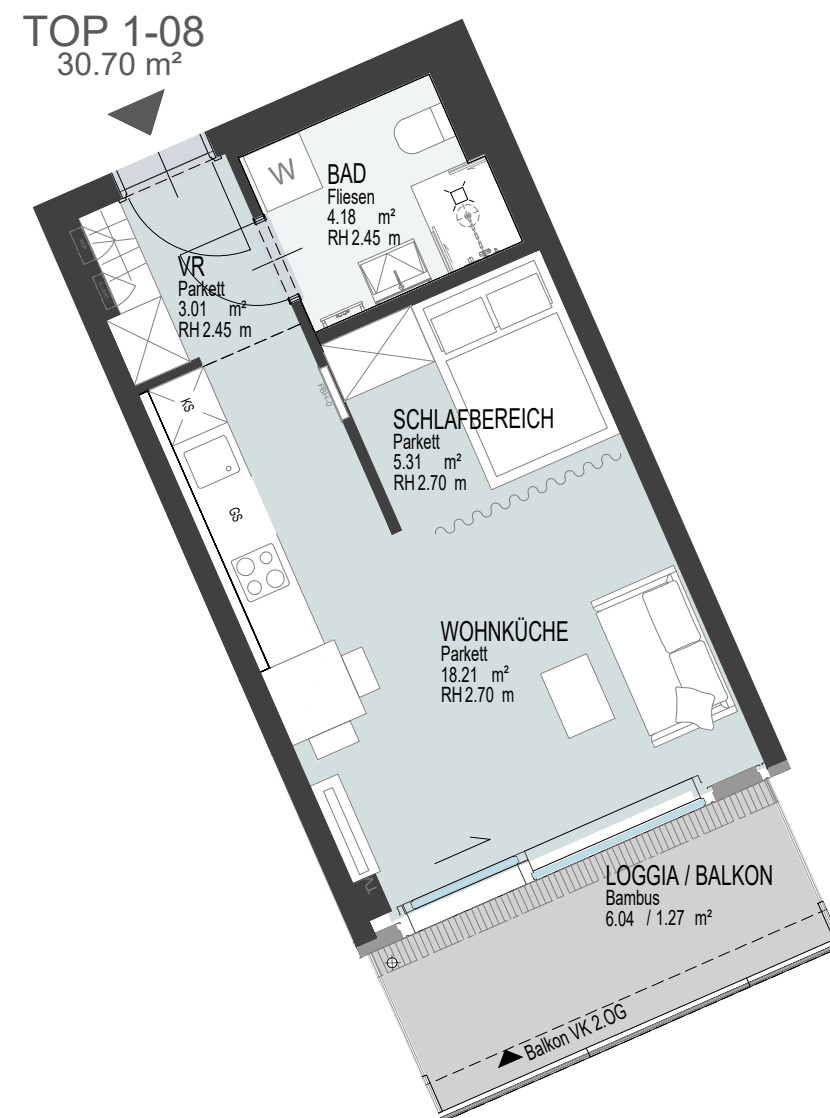 TOP 1-08
30.70 m²
W
BAD
Fliesen
4.18 m²
RH 2.45 m
VR
Parkett
3.01 m²
RH 2.45 m
KS
FBH-D
SCHLAFBEREICH
Parkett
5.31 m²
RH 2.70 m
GS
WOHNKÜCHE
Parkett
18.21 m²
RH 2.70 m
TV
LOGGIA / BALKON
Bambus
6.04 / 1.27 m²
Balkon VK 2.OG